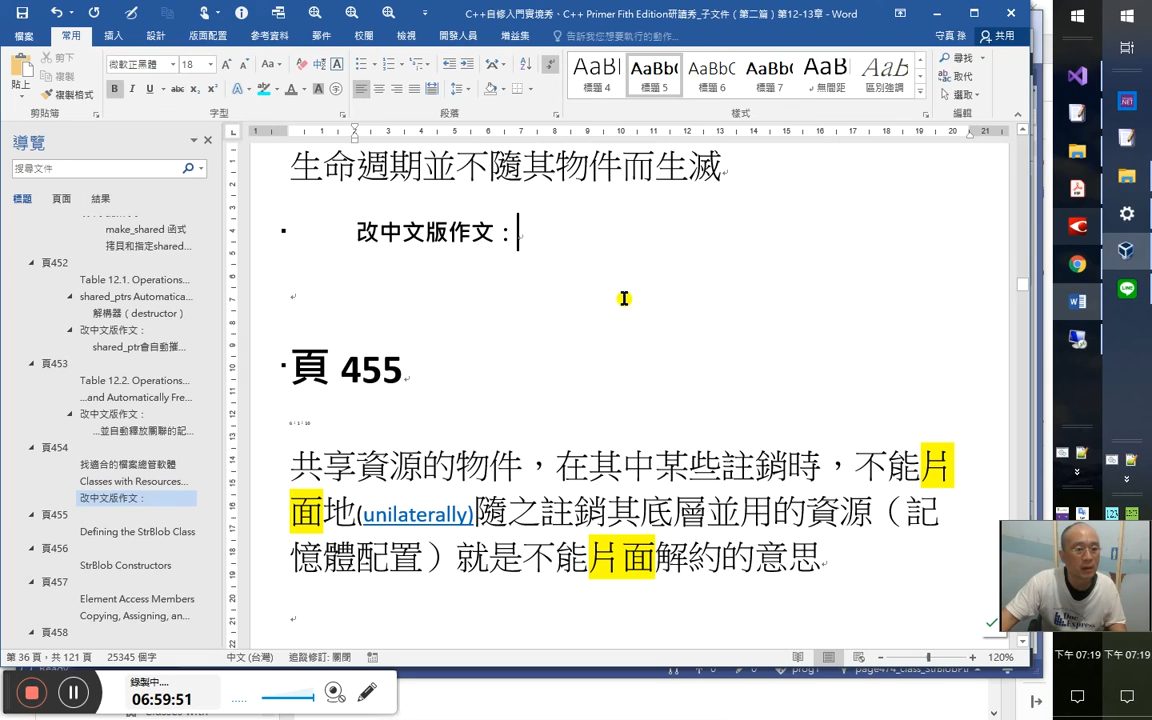 C++自修入門實境秀、C++ Primer Fith Edition研讀秀_子文件（第二篇）第12-13章 - Word
檔案 常用 插入 設計 版面配置 參考資料 郵件 校閱 檢視 開發人員 增益集 告訴我您想要執行的動作... 守真 孫 共用
貼上 剪下 複製 複製格式
微軟正黑體 18
AaBl AaBb( AaBbC AaBb( AaB AaBb(
標題 4 標題 5 標題 6 標題 7 無間距 區別強調
尋找 取代 選取
剪貼簿 字型 段落 樣式 編輯
導覽
搜尋文件
標題 頁面 結果
make_shared 函式
拷貝和指定shared...
頁452
Table 12.1. Operations...
shared_ptrs Automatica...
解構器（destructor）
改中文版作文：
shared_ptr會自動摧...
頁453
Table 12.2. Operations...
...and Automatically Fre...
改中文版作文：
...並自動釋放關聯的記...
頁454
找適合的檔案總管軟體
Classes with Resources...
改中文版作文：
頁455
Defining the StrBlob Class
頁456
StrBlob Constructors
頁457
Element Access Members
Copying, Assigning, an...
頁458
生命週期並不隨其物件而生滅
改中文版作文：
頁 455
共享資源的物件，在其中某些註銷時，不能片
面地(unilaterally)隨之註銷其底層並用的資源（記
憶體配置）就是不能片面解約的意思
第 36 頁，共 121 頁 25345 個字 中文 (台灣) 追蹤修訂: 關閉 120%
錄製中....
06:59:51
下午 07:19 下午 07:19